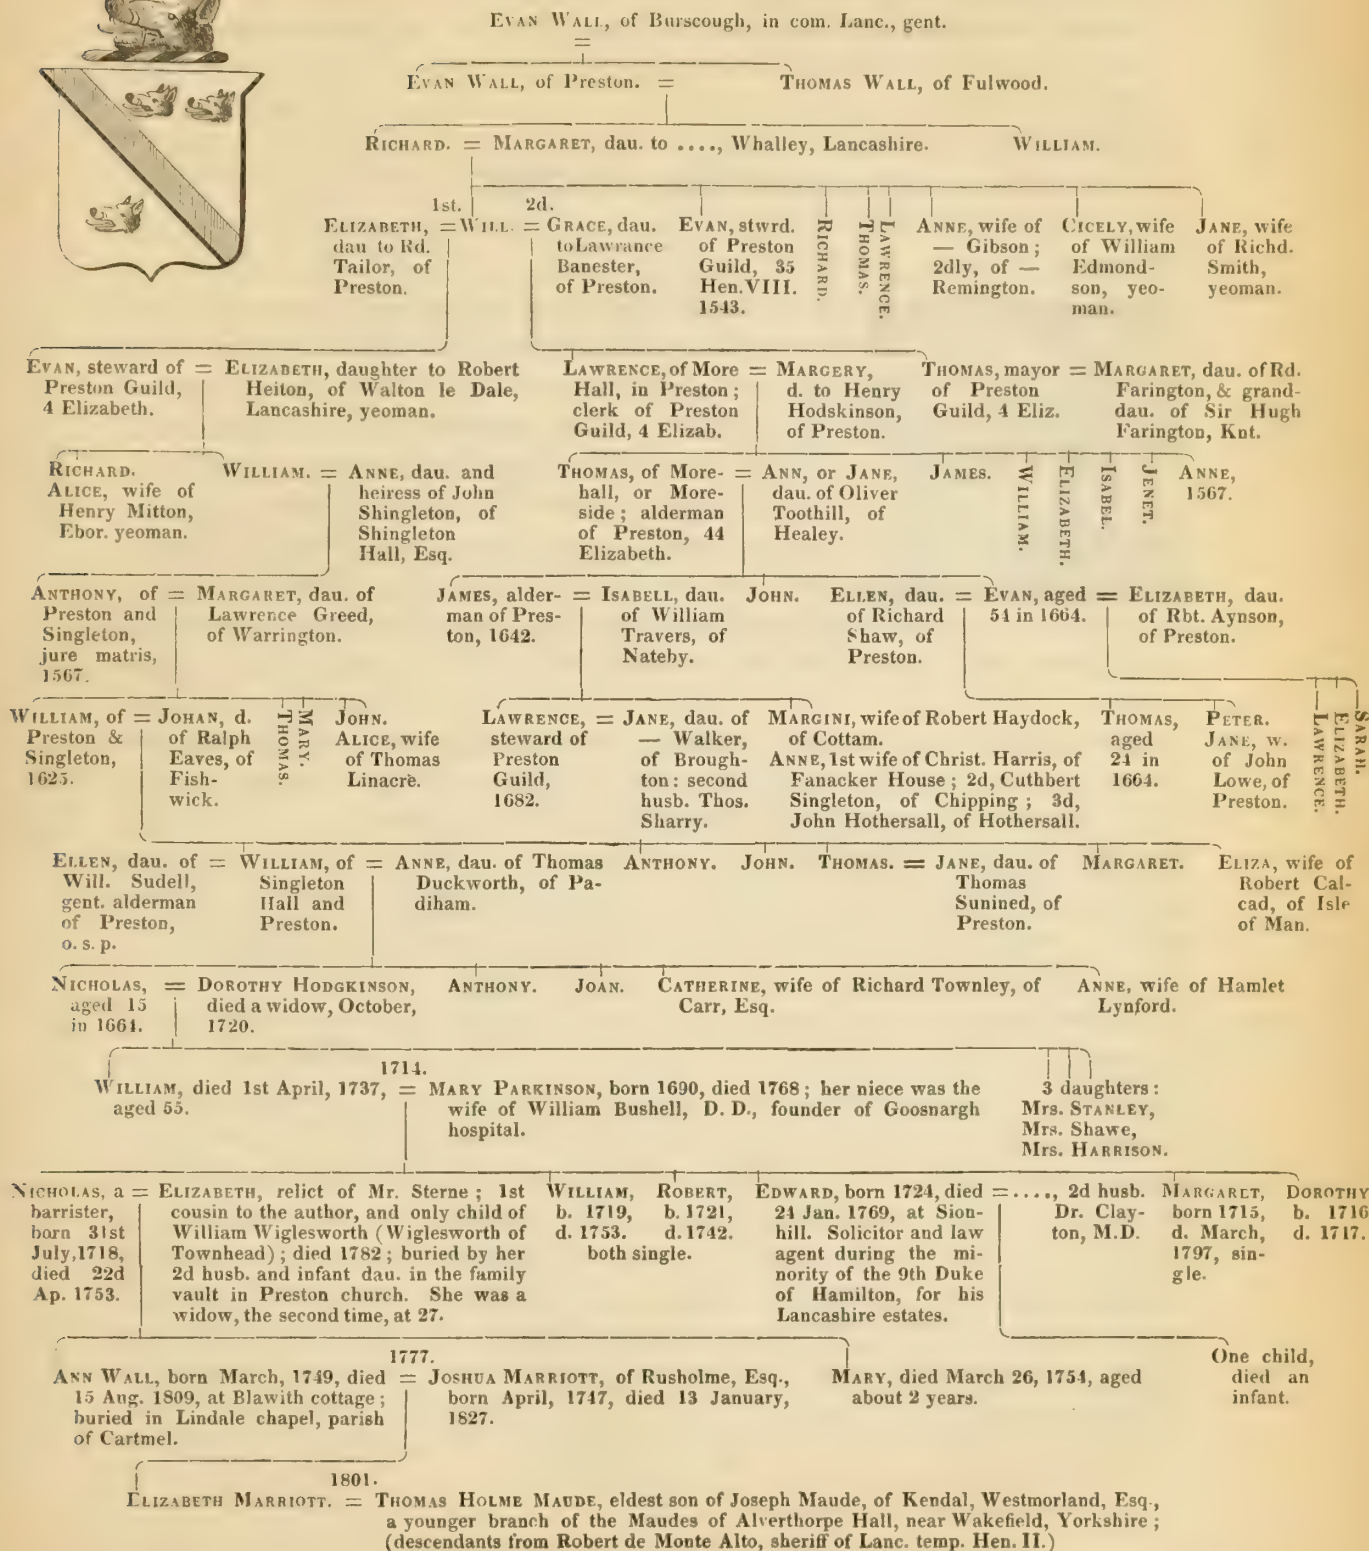 EVAN WALL, of Burscough, in com. Lanc., gent.
=
EVAN WALL, of Preston. = THOMAS WALL, of Fulwood.
RICHARD. = MARGARET, dau. to ...., Whalley, Lancashire. WILLIAM.
1st. 2d.
ELIZABETH, =
dau to Rd.
Tailor, of
Preston.
WILL. =
GRACE, dau.
to Lawrance
Banester,
of Preston.
EVAN, stwrd.
of Preston
Guild, 35
Hen. VIII.
1543.
RICHARD.
THOMAS.
LAWRENCE.
ANNE, wife of
— Gibson;
2dly, of —
Remington.
CICELY, wife
of William
Edmond-
son, yeo-
man.
JANE, wife
of Richd.
Smith,
yeoman.
EVAN, steward of =
Preston Guild,
4 Elizabeth.
ELIZABETH, daughter to Robert
Heiton, of Walton le Dale,
Lancashire, yeoman.
LAWRENCE, of More =
Hall, in Preston;
clerk of Preston
Guild, 4 Elizab.
MARGERY,
d. to Henry
Hodskinson,
of Preston.
THOMAS, mayor =
of Preston
Guild, 4 Eliz.
MARGARET, dau. of Rd.
Farington, & grand-
dau. of Sir Hugh
Farington, Knt.
RICHARD.
ALICE, wife of
Henry Mitton,
Ebor. yeoman.
WILLIAM. =
ANNE, dau. and
heiress of John
Shingleton, of
Shingleton
Hall, Esq.
THOMAS, of More- =
hall, or More-
side; alderman
of Preston, 44
Elizabeth.
ANN, or JANE,
dau. of Oliver
Toothill, of
Healey.
JAMES.
WILLIAM.
ELIZABETH.
ISABEL.
JENET.
ANNE,
1567.
ANTHONY, of =
Preston and
Singleton,
jure matris,
1567.
MARGARET, dau. of
Lawrence Greed,
of Warrington.
JAMES, alder- =
man of Pres-
ton, 1642.
ISABELL, dau.
of William
Travers, of
Nateby.
JOHN.
ELLEN, dau. =
of Richard
Shaw, of
Preston.
EVAN, aged =
54 in 1664.
ELIZABETH, dau.
of Rbt. Aynson,
of Preston.
WILLIAM, of =
Preston &
Singleton,
1625.
JOHAN, d.
of Ralph
Eaves, of
Fish-
wick.
THOMAS.
MARY.
JOHN.
ALICE, wife
of Thomas
Linacre.
LAWRENCE, =
steward of
Preston
Guild,
1682.
JANE, dau. of
— Walker,
of Brough-
ton: second
husb. Thos.
Sharry.
MARGINI, wife of Robert Haydock,
of Cottam.
ANNE, 1st wife of Christ. Harris, of
Fanacker House; 2d, Cuthbert
Singleton, of Chipping; 3d,
John Hothersall, of Hothersall.
THOMAS,
aged
24 in
1664.
PETER.
JANE, w.
of John
Lowe, of
Preston.
LAWRENCE.
ELIZABETH.
SARAH.
ELLEN, dau. of =
Will. Sudell,
gent. alderman
of Preston,
o. s. p.
WILLIAM, of =
Singleton
Hall and
Preston.
ANNE, dau. of Thomas
Duckworth, of Pa-
diham.
ANTHONY.
JOHN.
THOMAS. =
JANE, dau. of
Thomas
Sunined, of
Preston.
MARGARET.
ELIZA, wife of
Robert Cal-
cad, of Isle
of Man.
NICHOLAS, =
aged 15
in 1664.
DOROTHY HODGKINSON,
died a widow, October,
1720.
ANTHONY.
JOAN.
CATHERINE, wife of Richard Townley, of
Carr, Esq.
ANNE, wife of Hamlet
Lynford.
1714.
WILLIAM, died 1st April, 1737, =
aged 55.
MARY PARKINSON, born 1690, died 1768; her niece was the
wife of William Bushell, D. D., founder of Goosnargh
hospital.
3 daughters:
Mrs. STANLEY,
Mrs. Shawe,
Mrs. HARRISON.
NICHOLAS, a =
barrister,
born 31st
July, 1718,
died 22d
Ap. 1753.
ELIZABETH, relict of Mr. Sterne; 1st
cousin to the author, and only child of
William Wiglesworth (Wiglesworth of
Townhead); died 1782; buried by her
2d husb. and infant dau. in the family
vault in Preston church. She was a
widow, the second time, at 27.
WILLIAM, ROBERT,
b. 1719, b. 1721,
d. 1753. d. 1742.
both single.
EDWARD, born 1724, died =
24 Jan. 1769, at Sion-
hill. Solicitor and law
agent during the mi-
nority of the 9th Duke
of Hamilton, for his
Lancashire estates.
...., 2d husb.
Dr. Clay-
ton, M.D.
MARGARET,
born 1715,
d. March,
1797, sin-
gle.
DOROTHY
b. 1716
d. 1717.
1777.
ANN WALL, born March, 1749, died =
15 Aug. 1809, at Blawith cottage;
buried in Lindale chapel, parish
of Cartmel.
JOSHUA MARRIOTT, of Rusholme, Esq.,
born April, 1747, died 13 January,
1827.
MARY, died March 26, 1754, aged
about 2 years.
One child,
died an
infant.
1801.
ELIZABETH MARRIOTT. = THOMAS HOLME MAUDE, eldest son of Joseph Maude, of Kendal, Westmorland, Esq.,
a younger branch of the Maudes of Alverthorpe Hall, near Wakefield, Yorkshire;
(descendants from Robert de Monte Alto, sheriff of Lanc. temp. Hen. II.)